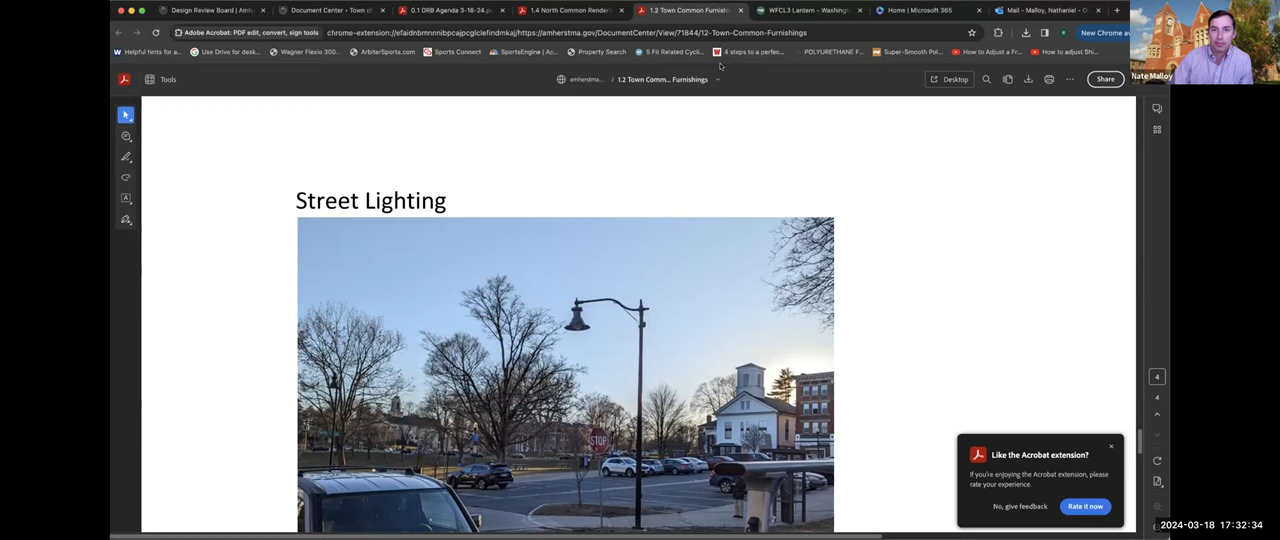 Design Review Board | Amh
Document Center • Town of
0.1 DRB Agenda 3-18-24.p
1.4 North Common Render
1.2 Town Common Furnish
WFCL3 Lantern - Washing
Home | Microsoft 365
Mail - Malloy, Nathaniel - O
Adobe Acrobat: PDF edit, convert, sign tools
chrome-extension://efaidnbmnnnibpcajpcglclefindmkaj/https://amherstma.gov/DocumentCenter/View/71844/12-Town-Common-Furnishings
New Chrome av
Helpful hints for a...
Use Drive for desk...
Wagner Flexio 300...
ArbiterSports.com
Sports Connect
SportsEngine | Ac...
Property Search
5 Fit Related Cycli...
4 steps to a perfec...
POLYURETHANE F...
Super-Smooth Pol...
How to Adjust a Fr...
How to adjust Shi...
Nate Malloy
Tools
amherstma...
/ 1.2 Town Comm... Furnishings
Desktop
Share
Street Lighting
STOP
4
4
Like the Acrobat extension?
If you're enjoying the Acrobat extension, please
rate your experience.
No, give feedback
Rate it now
2024-03-18 17:32:34